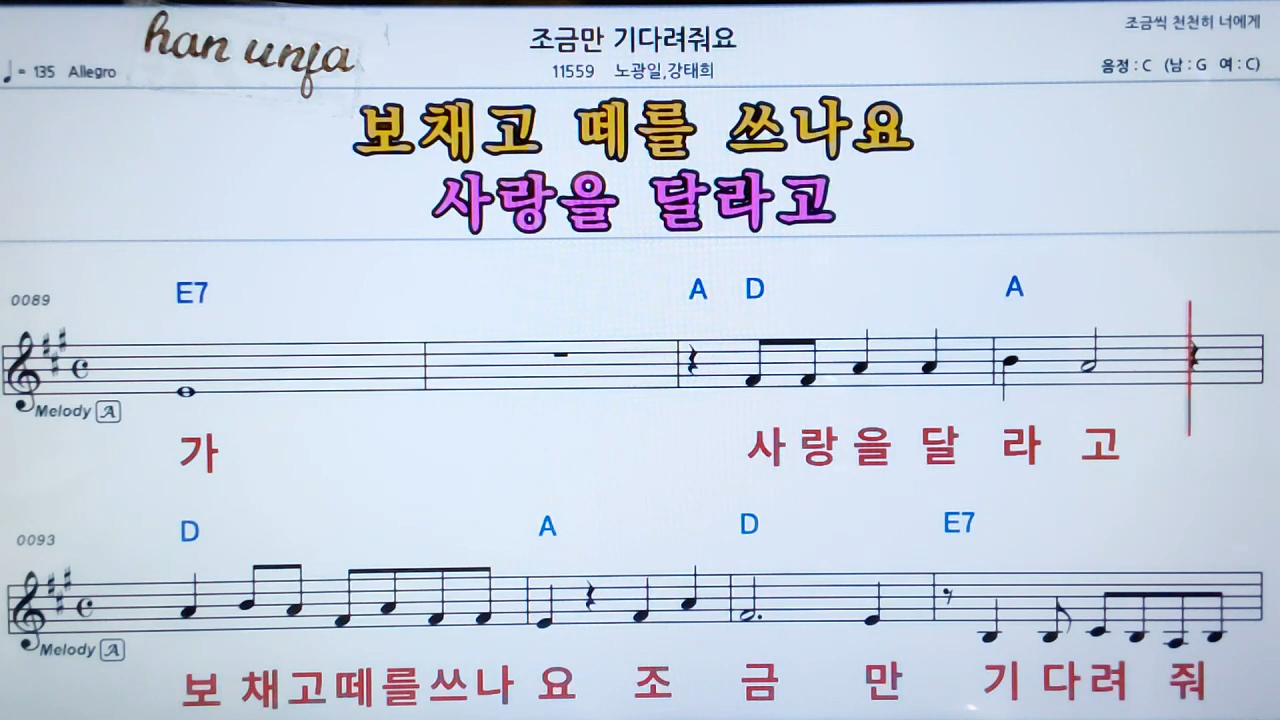 han unja
조금만 기다려줘요
조금씩 천천히 너에게
♩= 135 Allegro
11559 노광일,강태희
음정 : C (남 : G 여 : C)
보채고 떼를 쓰나요
사랑을 달라고
0089
E7 A D A
Melody A
가 사랑을 달 라 고
0093
D A D E7
Melody A
보 채고떼를쓰나 요 조 금 만 기 다려 줘